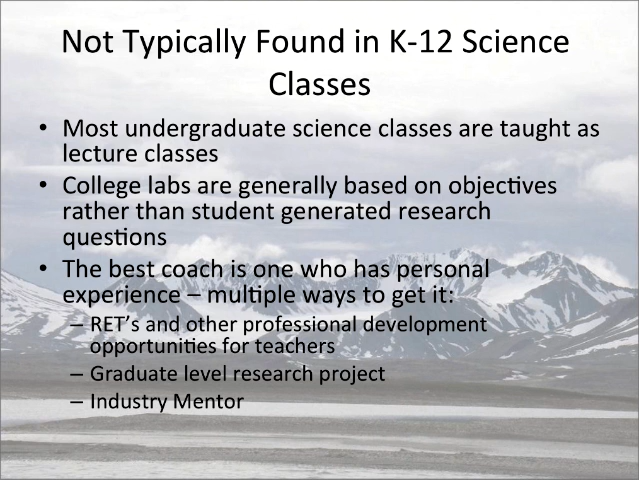 Not Typically Found in K-12 Science
Classes
• Most undergraduate science classes are taught as
lecture classes
• College labs are generally based on objectives
rather than student generated research
questions
• The best coach is one who has personal
experience – multiple ways to get it:
– RET's and other professional development
opportunities for teachers
– Graduate level research project
– Industry Mentor